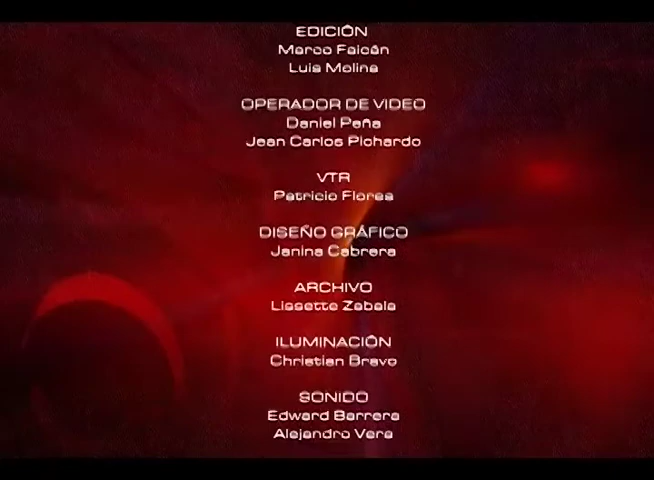 EDICIÓN
Marco Falcán
Luis Molina
OPERADOR DE VIDEO
Daniel Peña
Jean Carlos Pichardo
VTR
Patricio Flores
DISEÑO GRÁFICO
Janina Cabrera
ARCHIVO
Lissette Zabala
ILUMINACIÓN
Christian Bravo
SONIDO
Edward Barrera
Alejandro Vera